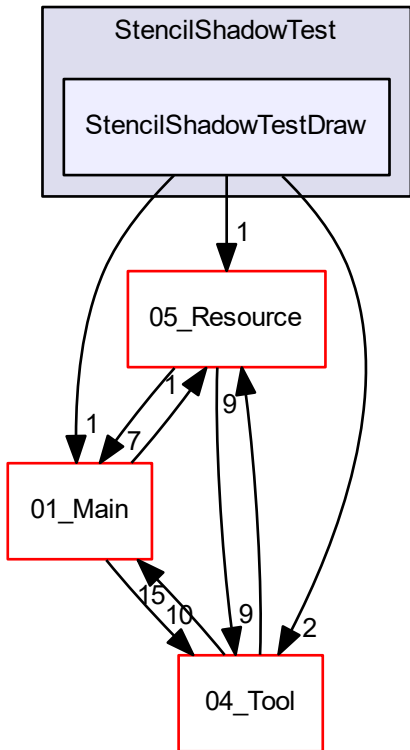 StencilShadowTest
StencilShadowTestDraw
1
05_Resource
1
9
1
7
01_Main
15
10
9
2
04_Tool